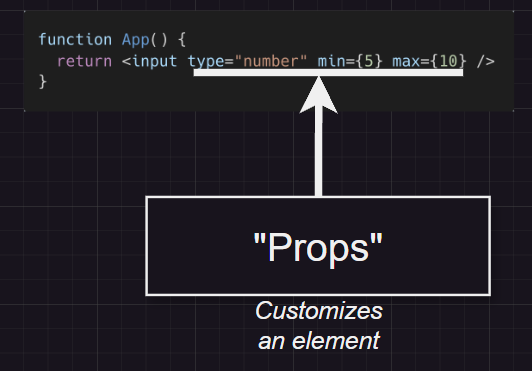 function App() {
  return <input type="number" min={5} max={10} />
}
"Props"
Customizes
an element